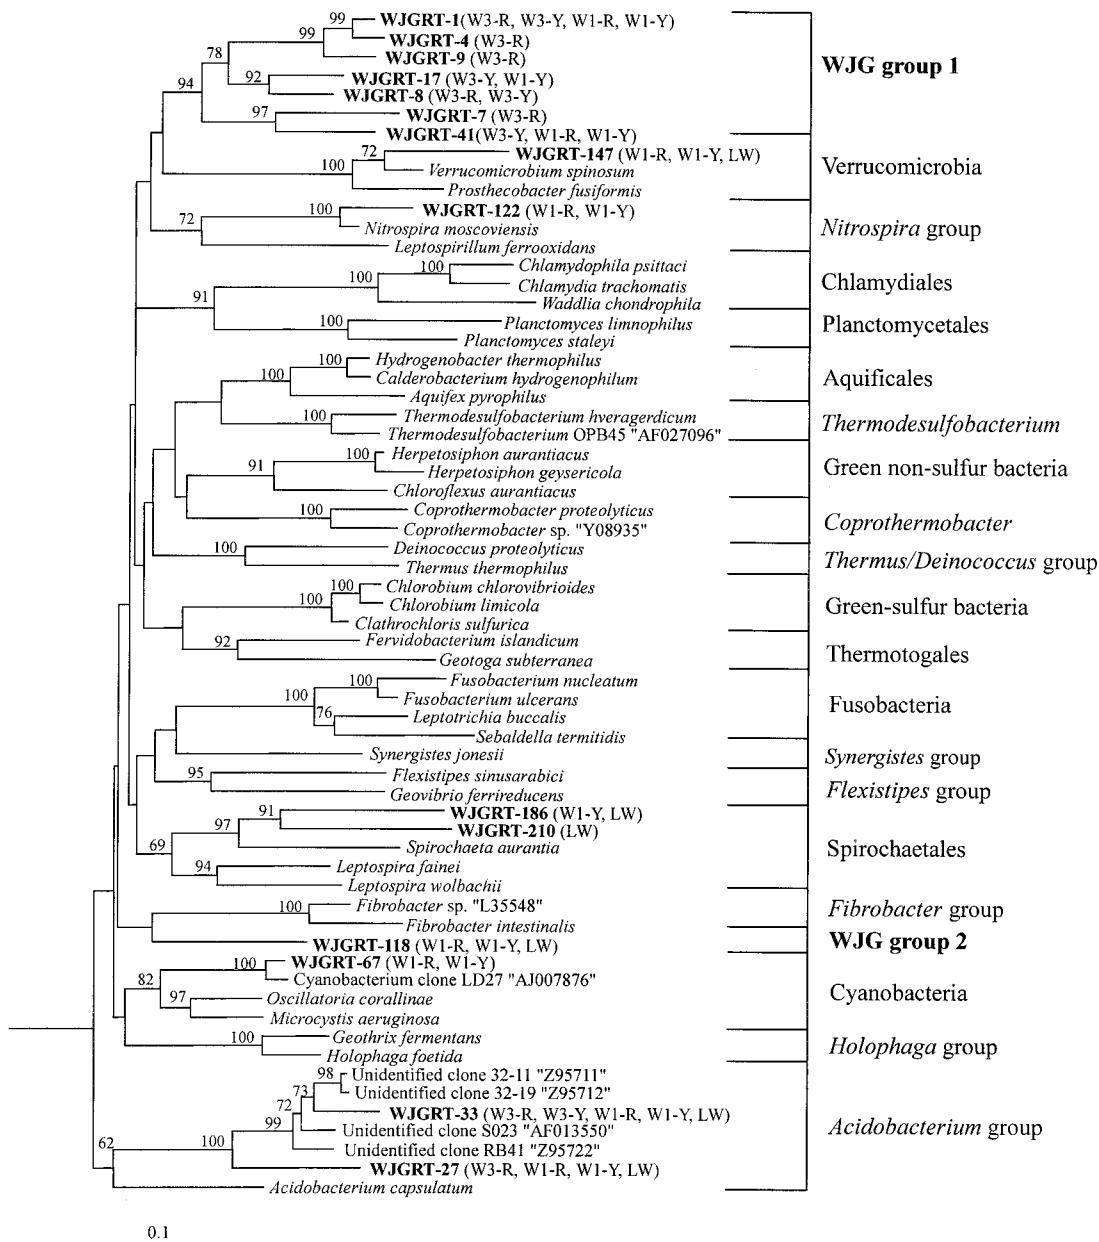 99 WJGRT-1(W3-R, W3-Y, W1-R, W1-Y)
99 WJGRT-4 (W3-R)
78 WJGRT-9 (W3-R)
WJG group 1
94 92 WJGRT-17 (W3-Y, W1-Y)
WJGRT-8 (W3-R, W3-Y)
97 WJGRT-7 (W3-R)
WJGRT-41(W3-Y, W1-R, W1-Y)
72 WJGRT-147 (W1-R, W1-Y, LW)
100 Verrucomicrobium spinosum
Verrucomicrobia
Prosthecobacter fusiformis
100 WJGRT-122 (W1-R, W1-Y)
72 Nitrospira moscoviensis
Nitrospira group
Leptospirillum ferrooxidans
100 Chlamydophila psittaci
100 Chlamydia trachomatis
Chlamydiales
91 Waddlia chondrophila
100 Planctomyces limnophilus
Planctomycetales
Planctomyces staleyi
100 Hydrogenobacter thermophilus
100 Calderobacterium hydrogenophilum
Aquificales
Aquifex pyrophilus
100 Thermodesulfobacterium hveragerdicum
Thermodesulfobacterium
Thermodesulfobacterium OPB45 "AF027096"
100 Herpetosiphon aurantiacus
91 Herpetosiphon geysericola
Green non-sulfur bacteria
Chloroflexus aurantiacus
100 Coprothermobacter proteolyticus
Coprothermobacter
Coprothermobacter sp. "Y08935"
100 Deinococcus proteolyticus
Thermus/Deinococcus group
Thermus thermophilus
100 Chlorobium chlorovibrioides
100 Chlorobium limicola
Green-sulfur bacteria
Clathrochloris sulfurica
92 Fervidobacterium islandicum
Thermotogales
Geotoga subterranea
100 Fusobacterium nucleatum
100 Fusobacterium ulcerans
Fusobacteria
76 Leptotrichia buccalis
Sebaldella termitidis
Synergistes jonesii
Synergistes group
95 Flexistipes sinusarabici
Flexistipes group
Geovibrio ferrireducens
91 WJGRT-186 (W1-Y, LW)
97 WJGRT-210 (LW)
69 Spirochaeta aurantia
Spirochaetales
94 Leptospira fainei
Leptospira wolbachii
100 Fibrobacter sp. "L35548"
Fibrobacter group
Fibrobacter intestinalis
WJGRT-118 (W1-R, W1-Y, LW)
WJG group 2
100 WJGRT-67 (W1-R, W1-Y)
82 Cyanobacterium clone LD27 "AJ007876"
Cyanobacteria
97 Oscillatoria corallinae
Microcystis aeruginosa
100 Geothrix fermentans
Holophaga group
Holophaga foetida
98 Unidentified clone 32-11 "Z95711"
73 Unidentified clone 32-19 "Z95712"
72 WJGRT-33 (W3-R, W3-Y, W1-R, W1-Y, LW)
99 Unidentified clone S023 "AF013550"
Acidobacterium group
62 100 Unidentified clone RB41 "Z95722"
WJGRT-27 (W3-R, W1-R, W1-Y, LW)
Acidobacterium capsulatum
0.1